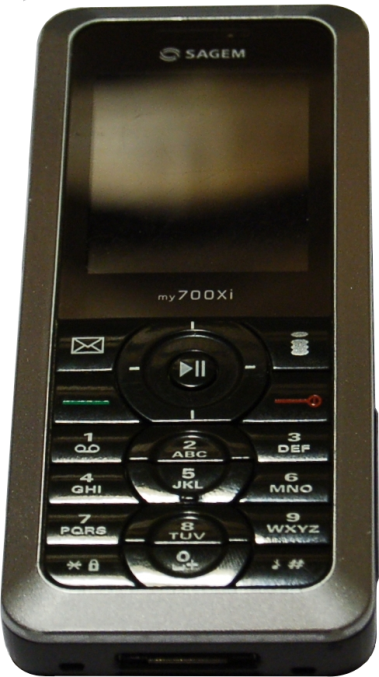 SAGEM
my700Xi
1
2
ABC
3
DEF
4
GHI
5
JKL
6
MNO
7
PQRS
8
TUV
9
WXYZ
*
0
+
#